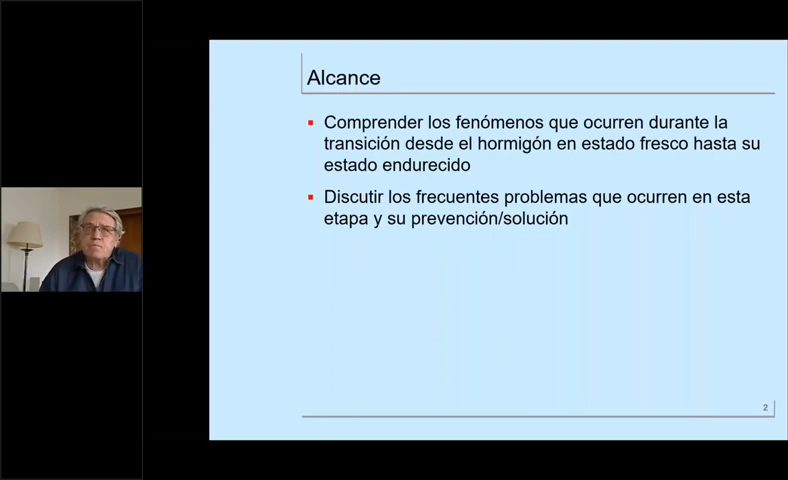 Alcance
Comprender los fenómenos que ocurren durante la
transición desde el hormigón en estado fresco hasta su
estado endurecido
Discutir los frecuentes problemas que ocurren en esta
etapa y su prevención/solución
2